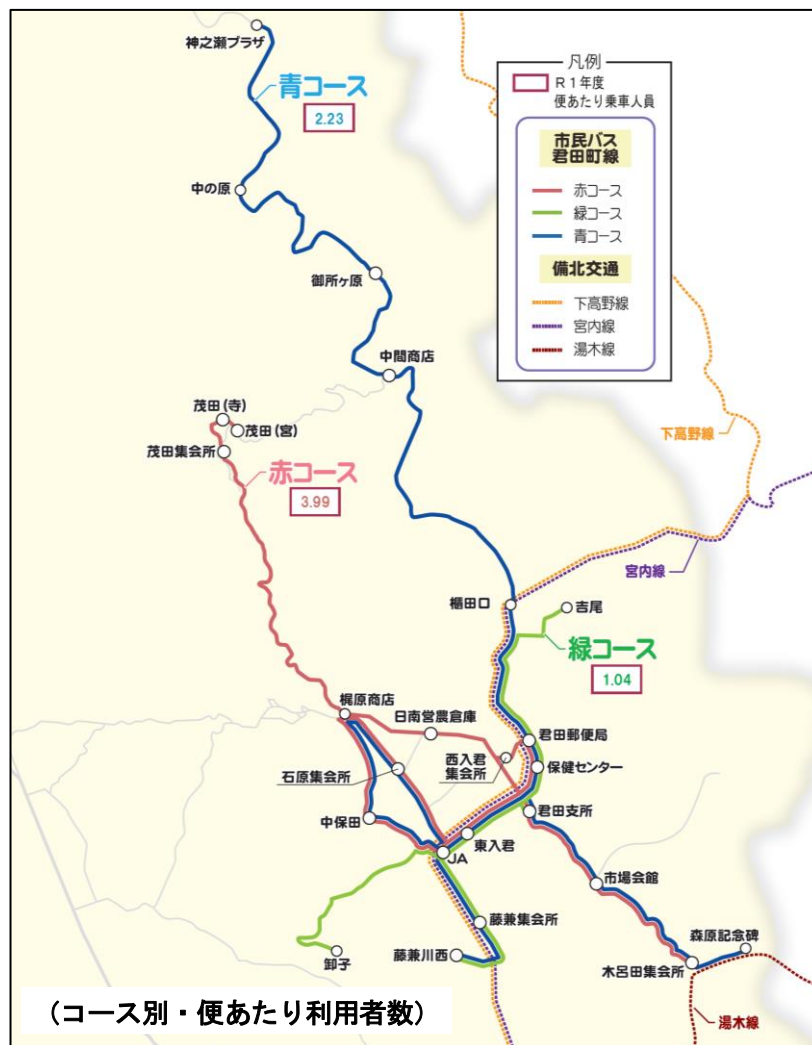 神之瀬プラザ
青コース
2.23
中の原
御所ヶ原
中間商店
凡例
R1年度
便あたり乗車人員
市民バス
君田町線
赤コース
緑コース
青コース
備北交通
下高野線
宮内線
湯木線
茂田(寺)
茂田(宮)
茂田集会所
赤コース
3.99
下高野線
宮内線
櫃田口
吉尾
緑コース
1.04
梶原商店
日南営農倉庫
君田郵便局
西入君
集会所
保健センター
石原集会所
君田支所
中保田
東入君
JA
市場会館
藤兼集会所
森原記念碑
卸子
藤兼川西
木呂田集会所
湯木線
（コース別・便あたり利用者数）